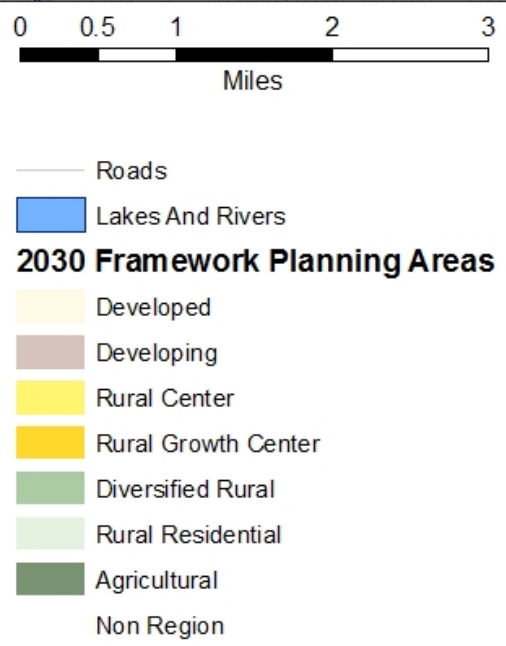 0 0.5 1 2 3
Miles
Roads
Lakes And Rivers
2030 Framework Planning Areas
Developed
Developing
Rural Center
Rural Growth Center
Diversified Rural
Rural Residential
Agricultural
Non Region